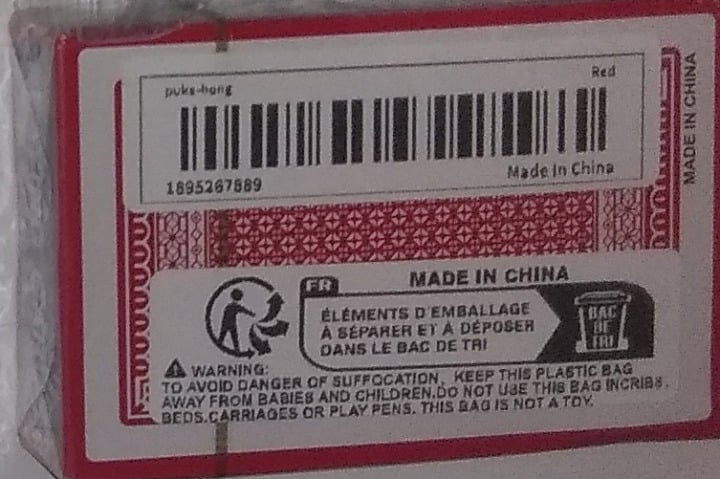 puke-hong
Red
1895267889
Made In China
MADE IN CHINA
FR
MADE IN CHINA
ÉLÉMENTS D'EMBALLAGE
À SÉPARER ET À DÉPOSER
DANS LE BAC DE TRI
BAC
DE
TRI
WARNING:
TO AVOID DANGER OF SUFFOCATION, KEEP THIS PLASTIC BAG
AWAY FROM BABIES AND CHILDREN.DO NOT USE THIS BAG INCRIBS.
BEDS.CARRIAGES OR PLAY PENS. THIS BAG IS NOT A TOY.